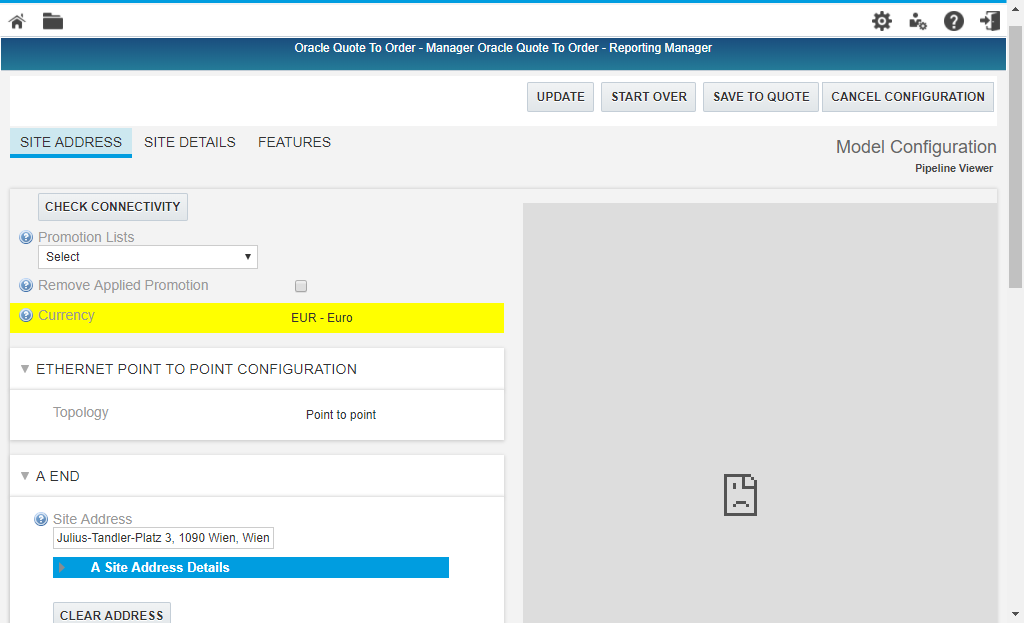 Oracle Quote To Order - Manager Oracle Quote To Order - Reporting Manager
UPDATE
START OVER
SAVE TO QUOTE
CANCEL CONFIGURATION
SITE ADDRESS
SITE DETAILS
FEATURES
Model Configuration
Pipeline Viewer
CHECK CONNECTIVITY
Promotion Lists
Select
Remove Applied Promotion
Currency
EUR - Euro
ETHERNET POINT TO POINT CONFIGURATION
Topology
Point to point
A END
Site Address
Julius-Tandler-Platz 3, 1090 Wien, Wien
A Site Address Details
CLEAR ADDRESS